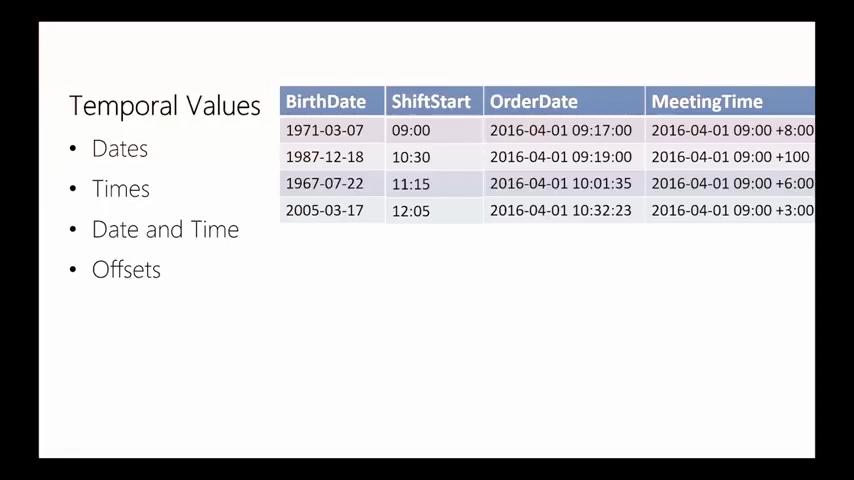 Temporal Values
• Dates
• Times
• Date and Time
• Offsets
BirthDate ShiftStart OrderDate MeetingTime
1971-03-07 09:00 2016-04-01 09:17:00 2016-04-01 09:00 +8:00
1987-12-18 10:30 2016-04-01 09:19:00 2016-04-01 09:00 +100
1967-07-22 11:15 2016-04-01 10:01:35 2016-04-01 09:00 +6:00
2005-03-17 12:05 2016-04-01 10:32:23 2016-04-01 09:00 +3:00